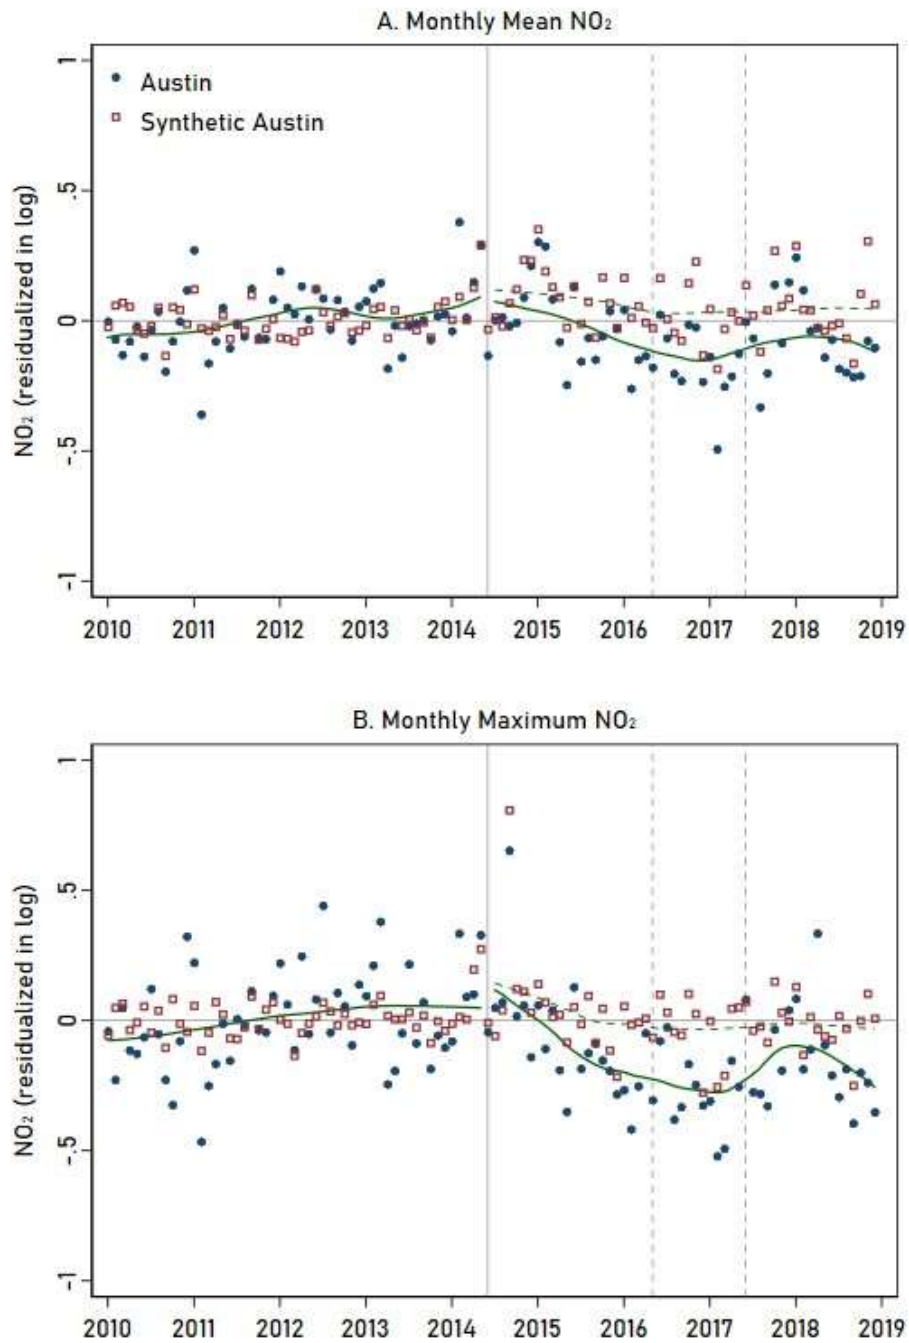 A. Monthly Mean NO₂
1
Austin
Synthetic Austin
.5
0
-.5
-1
NO₂ (residualized in log)
2010 2011 2012 2013 2014 2015 2016 2017 2018 2019
B. Monthly Maximum NO₂
1
.5
0
-.5
-1
NO₂ (residualized in log)
2010 2011 2012 2013 2014 2015 2016 2017 2018 2019